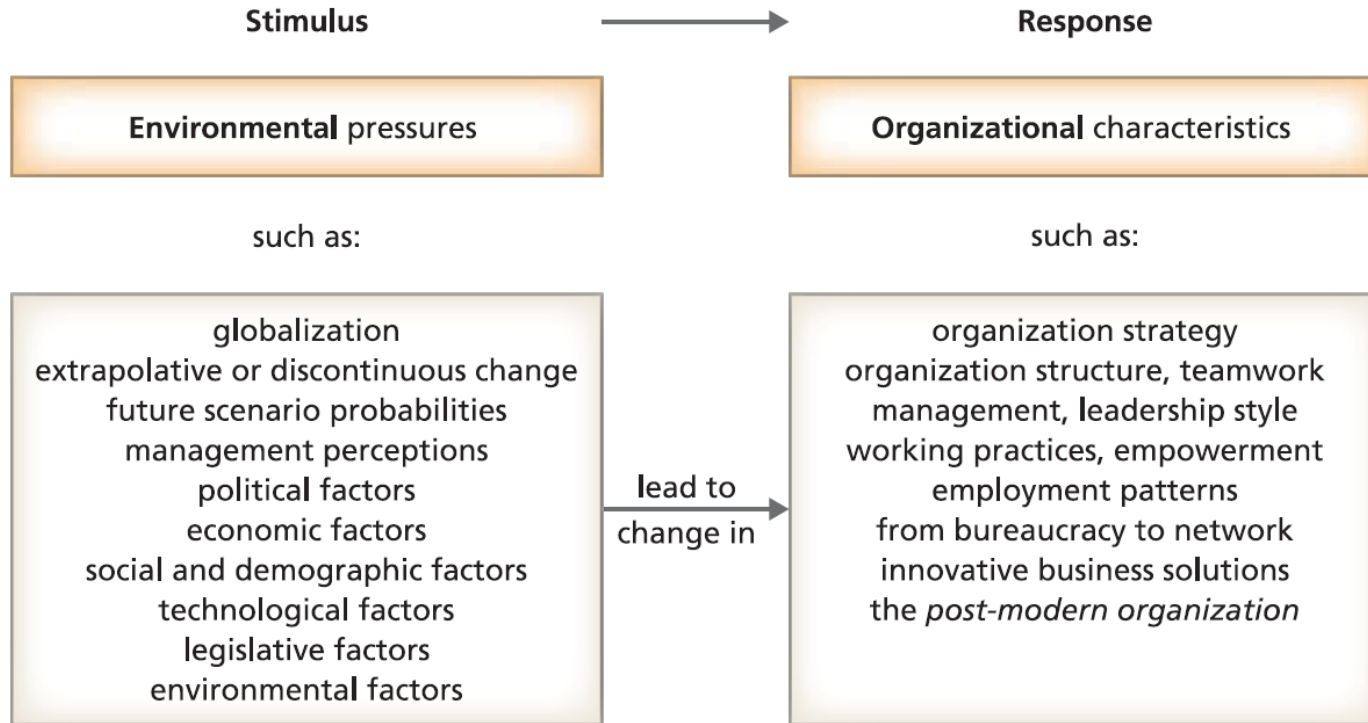 Stimulus
Response
Environmental pressures
Organizational characteristics
such as:
such as:
globalization
extrapolative or discontinuous change
future scenario probabilities
management perceptions
political factors
economic factors
social and demographic factors
technological factors
legislative factors
environmental factors
lead to
change in
organization strategy
organization structure, teamwork
management, leadership style
working practices, empowerment
employment patterns
from bureaucracy to network
innovative business solutions
the post-modern organization